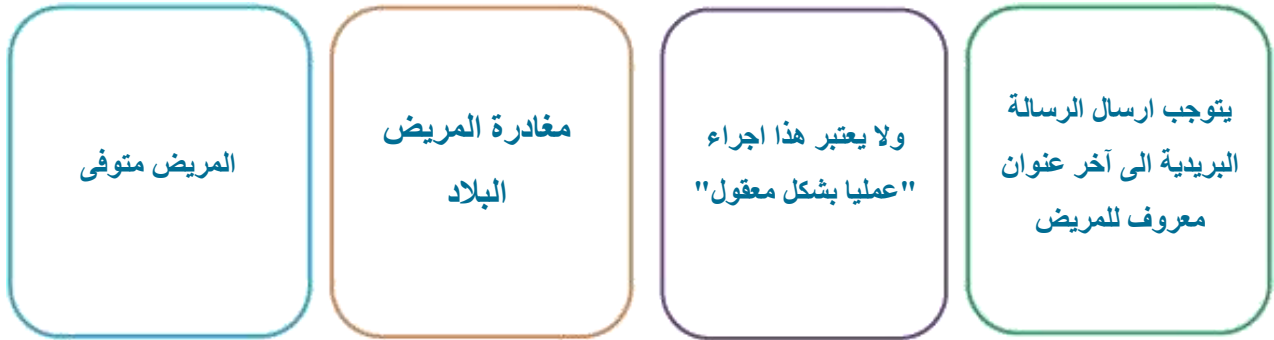 يتوجب ارسال الرسالة
البريدية الى آخر عنوان
معروف للمريض
ولا يعتبر هذا اجراء
"عمليا بشكل معقول"
مغادرة المريض
البلاد
المريض متوفى